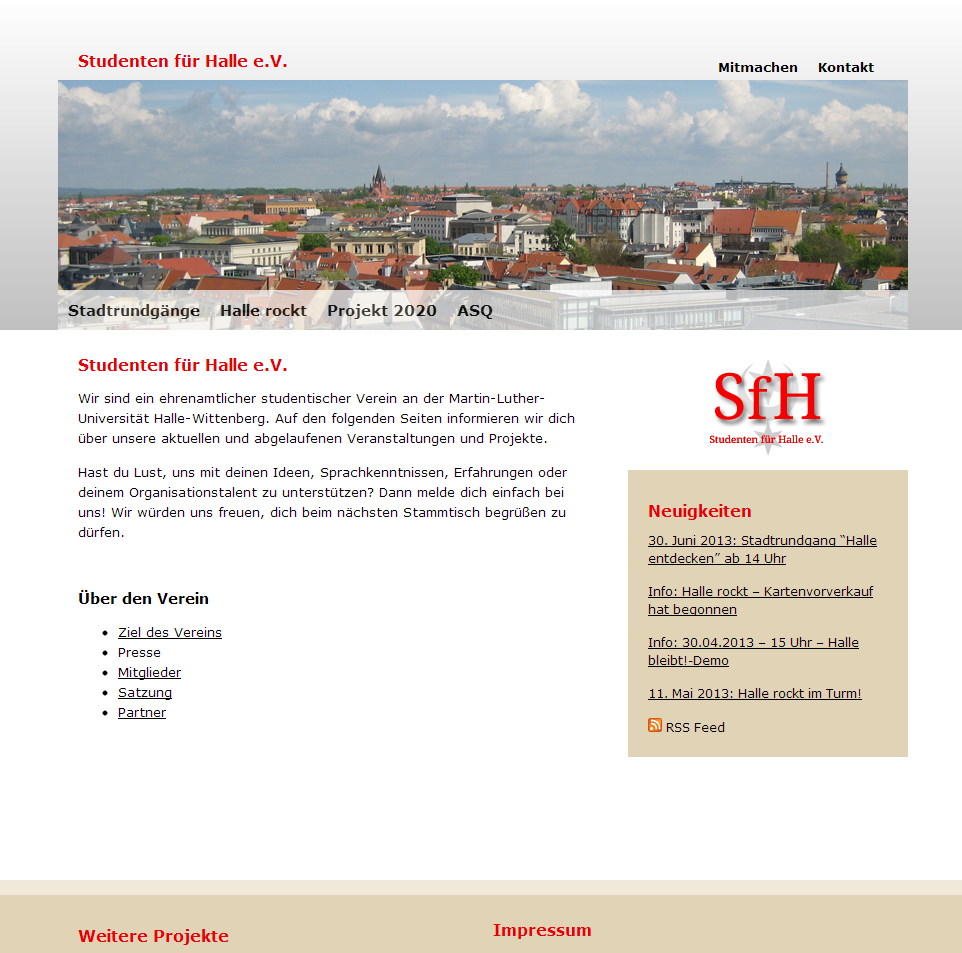 Studenten für Halle e.V.
Mitmachen Kontakt
Stadtrundgänge Halle rockt Projekt 2020 ASQ
Studenten für Halle e.V.
Wir sind ein ehrenamtlicher studentischer Verein an der Martin-Luther-
Universität Halle-Wittenberg. Auf den folgenden Seiten informieren wir dich
über unsere aktuellen und abgelaufenen Veranstaltungen und Projekte.
Hast du Lust, uns mit deinen Ideen, Sprachkenntnissen, Erfahrungen oder
deinem Organisationstalent zu unterstützen? Dann melde dich einfach bei
uns! Wir würden uns freuen, dich beim nächsten Stammtisch begrüßen zu
dürfen.
Über den Verein
Ziel des Vereins
Presse
Mitglieder
Satzung
Partner
SfH
Studenten für Halle e.V.
Neuigkeiten
30. Juni 2013: Stadtrundgang “Halle
entdecken” ab 14 Uhr
Info: Halle rockt – Kartenvorverkauf
hat begonnen
Info: 30.04.2013 – 15 Uhr – Halle
bleibt!-Demo
11. Mai 2013: Halle rockt im Turm!
RSS Feed
Weitere Projekte
Impressum